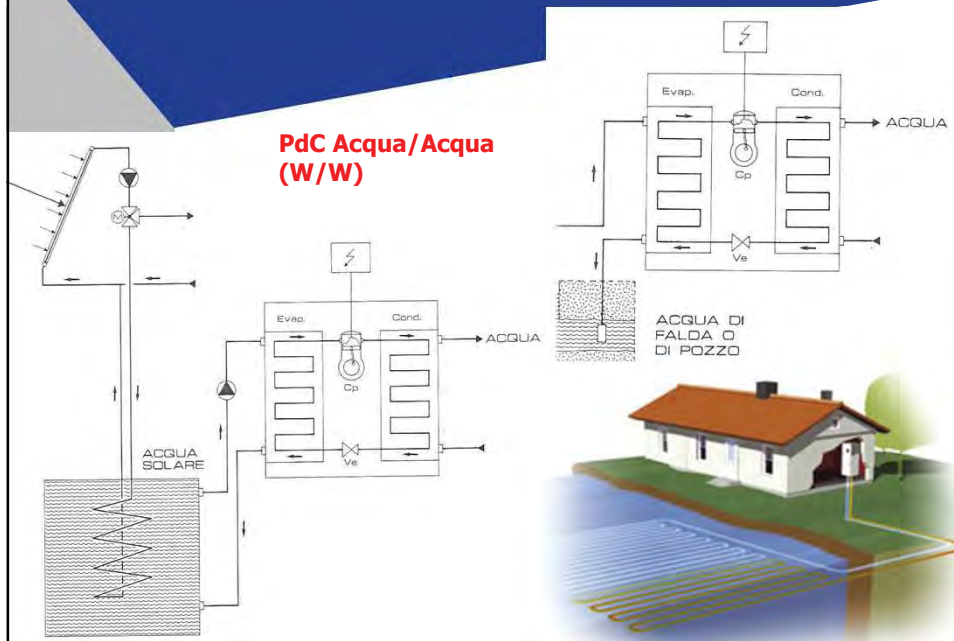 PdC Acqua/Acqua
(W/W)
M
Evap.
Cond.
Cp
Ve
ACQUA
ACQUA
SOLARE
Evap.
Cond.
Cp
Ve
ACQUA
ACQUA DI
FALDA O
DI POZZO